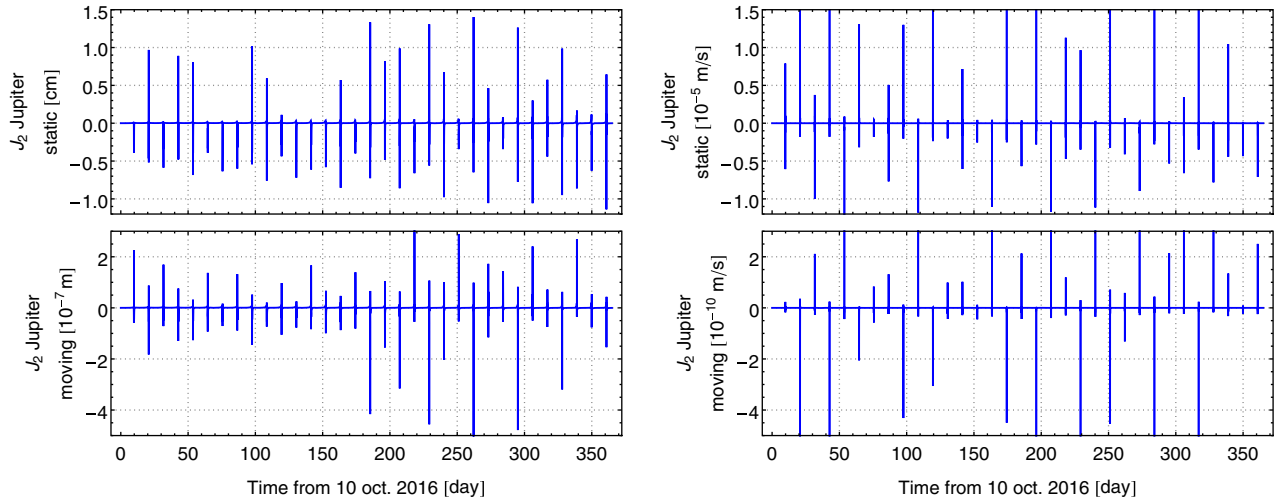 J2 Jupiter
static [cm]
1.5
1.0
0.5
0.0
−0.5
−1.0
J2 Jupiter
static [10−5 m/s]
1.5
1.0
0.5
0.0
−0.5
−1.0
J2 Jupiter
moving [10−7 m]
2
0
−2
−4
0 50 100 150 200 250 300 350
Time from 10 oct. 2016 [day]
J2 Jupiter
moving [10−10 m/s]
2
0
−2
−4
0 50 100 150 200 250 300 350
Time from 10 oct. 2016 [day]